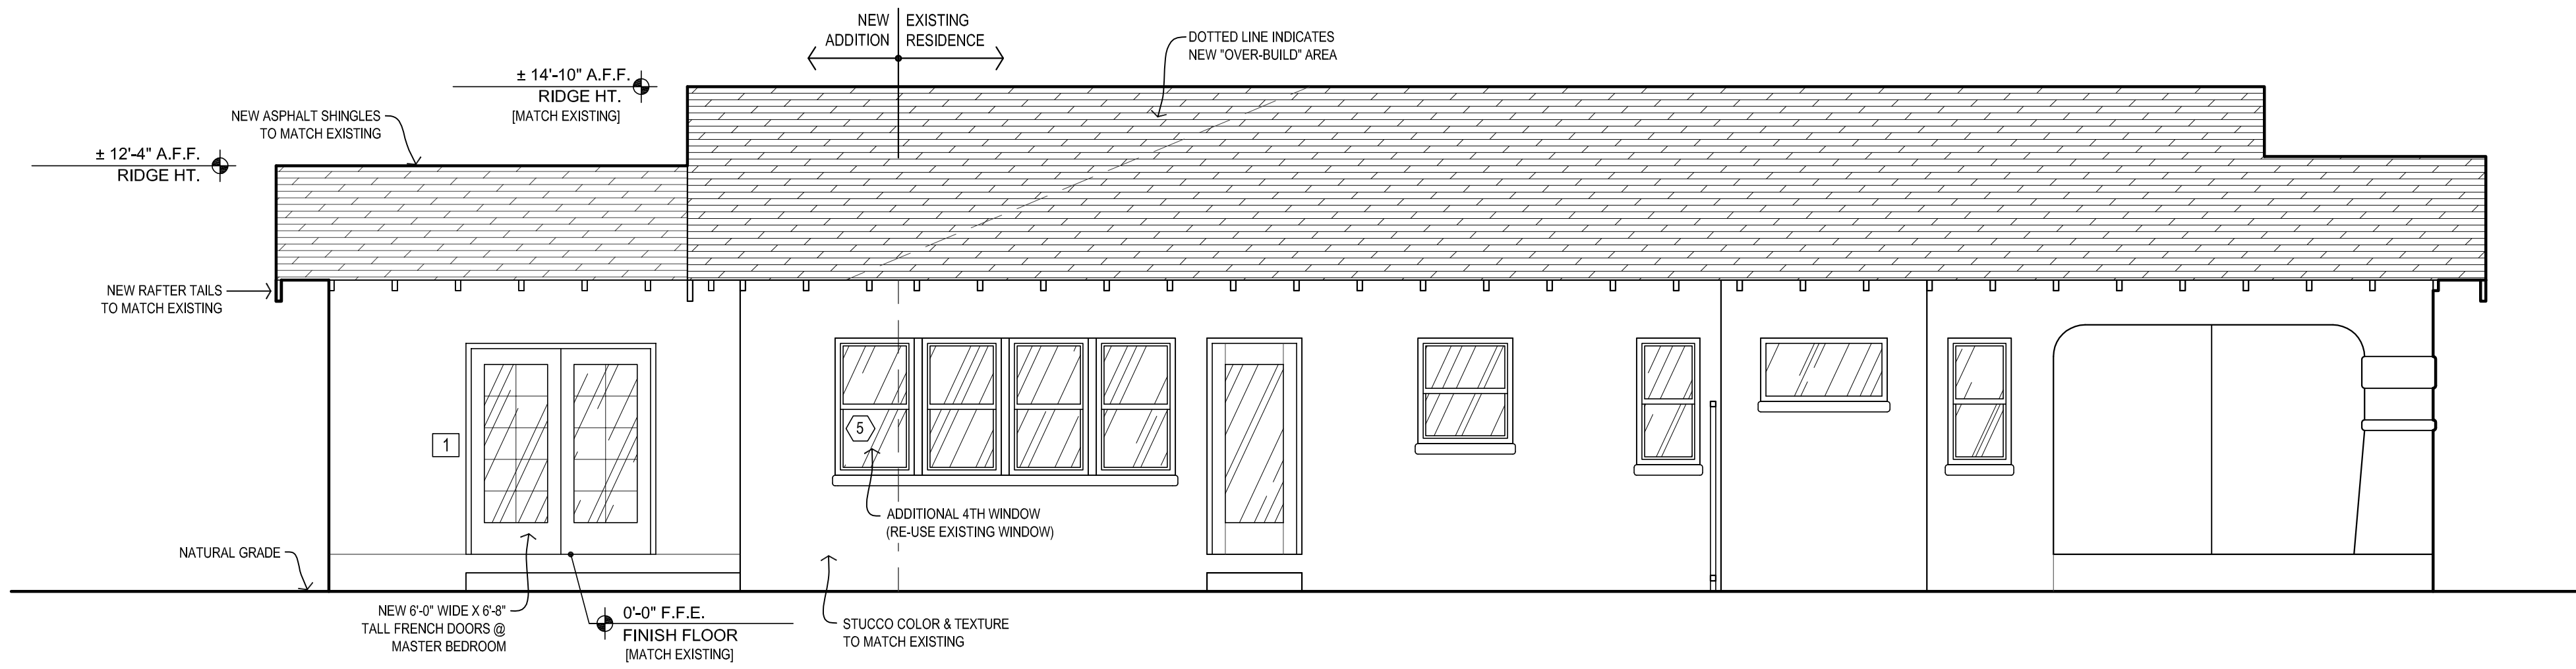 NEW
ADDITION
EXISTING
RESIDENCE
DOTTED LINE INDICATES
NEW "OVER-BUILD" AREA
± 14'-10" A.F.F.
RIDGE HT.
[MATCH EXISTING]
NEW ASPHALT SHINGLES
TO MATCH EXISTING
± 12'-4" A.F.F.
RIDGE HT.
NEW RAFTER TAILS
TO MATCH EXISTING
1
5
ADDITIONAL 4TH WINDOW
(RE-USE EXISTING WINDOW)
NATURAL GRADE
NEW 6'-0" WIDE X 6'-8"
TALL FRENCH DOORS @
MASTER BEDROOM
0'-0" F.F.E.
FINISH FLOOR
[MATCH EXISTING]
STUCCO COLOR & TEXTURE
TO MATCH EXISTING